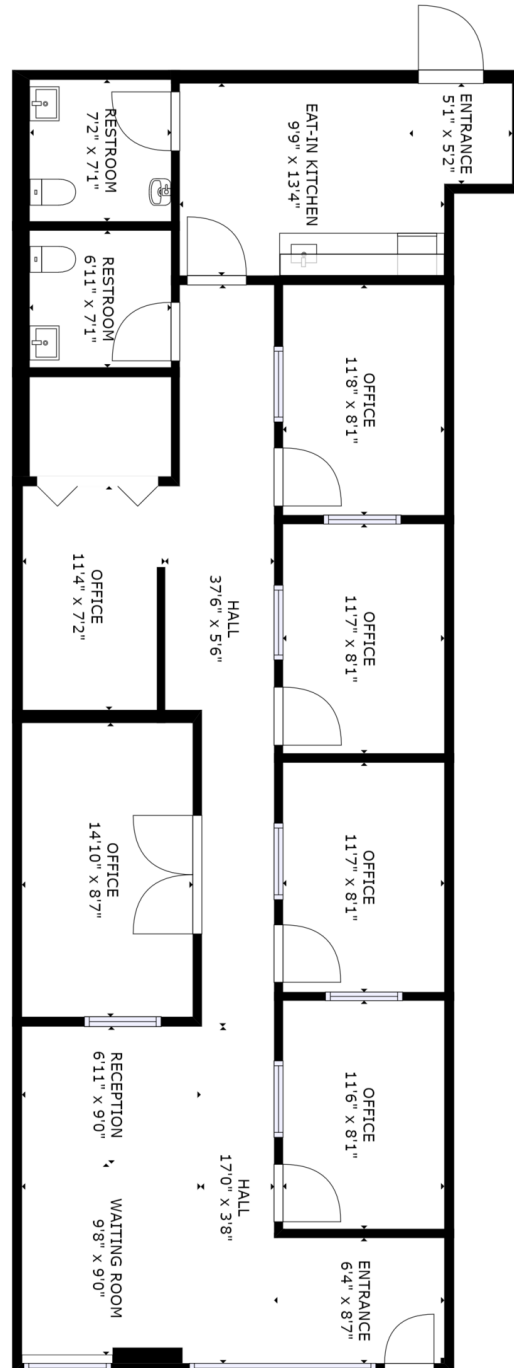 ENTRANCE
5'1" X 5'2"
EAT-IN KITCHEN
9'9" X 13'4"
RESTROOM
7'2" X 7'1"
RESTROOM
6'11" X 7'1"
OFFICE
11'8" X 8'1"
OFFICE
11'7" X 8'1"
HALL
37'6" X 5'6"
OFFICE
11'4" X 7'2"
OFFICE
11'7" X 8'1"
OFFICE
14'10" X 8'7"
OFFICE
11'6" X 8'1"
RECEPTION
6'11" X 9'0"
HALL
17'0" X 3'8"
WAITING ROOM
9'8" X 9'0"
ENTRANCE
6'4" X 8'7"